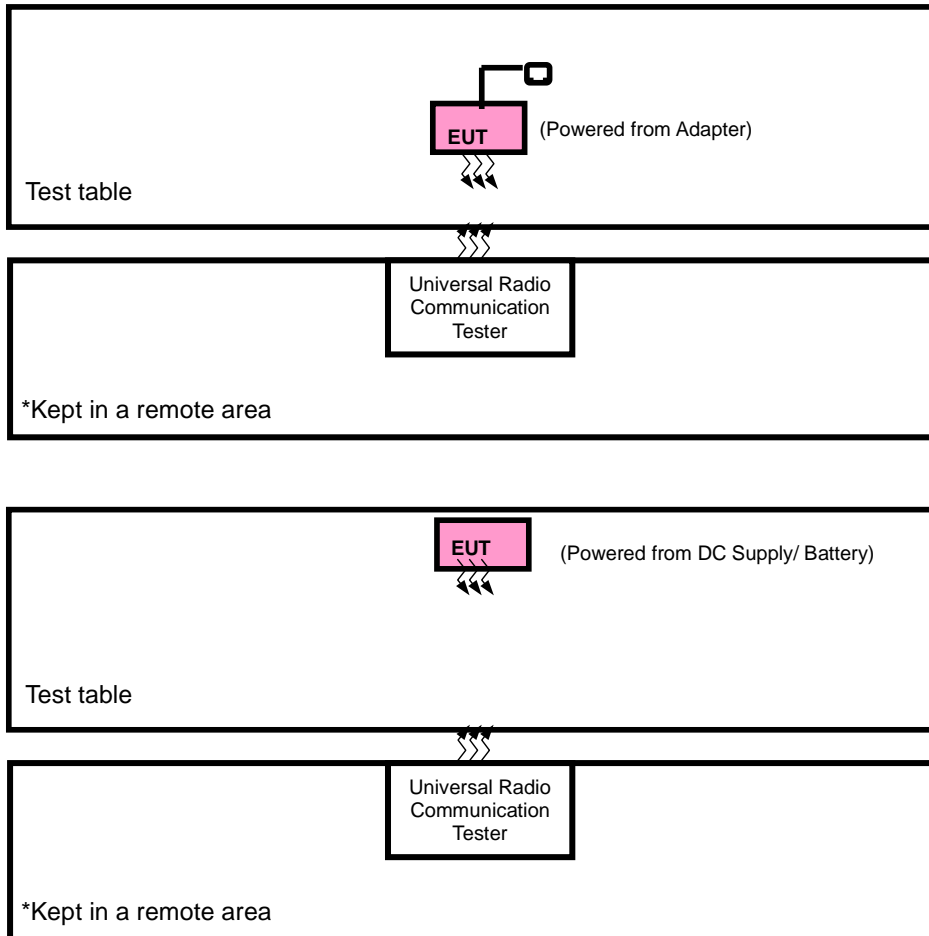 EUT
(Powered from Adapter)
Test table
Universal Radio
Communication
Tester
*Kept in a remote area
EUT
(Powered from DC Supply/ Battery)
Test table
Universal Radio
Communication
Tester
*Kept in a remote area